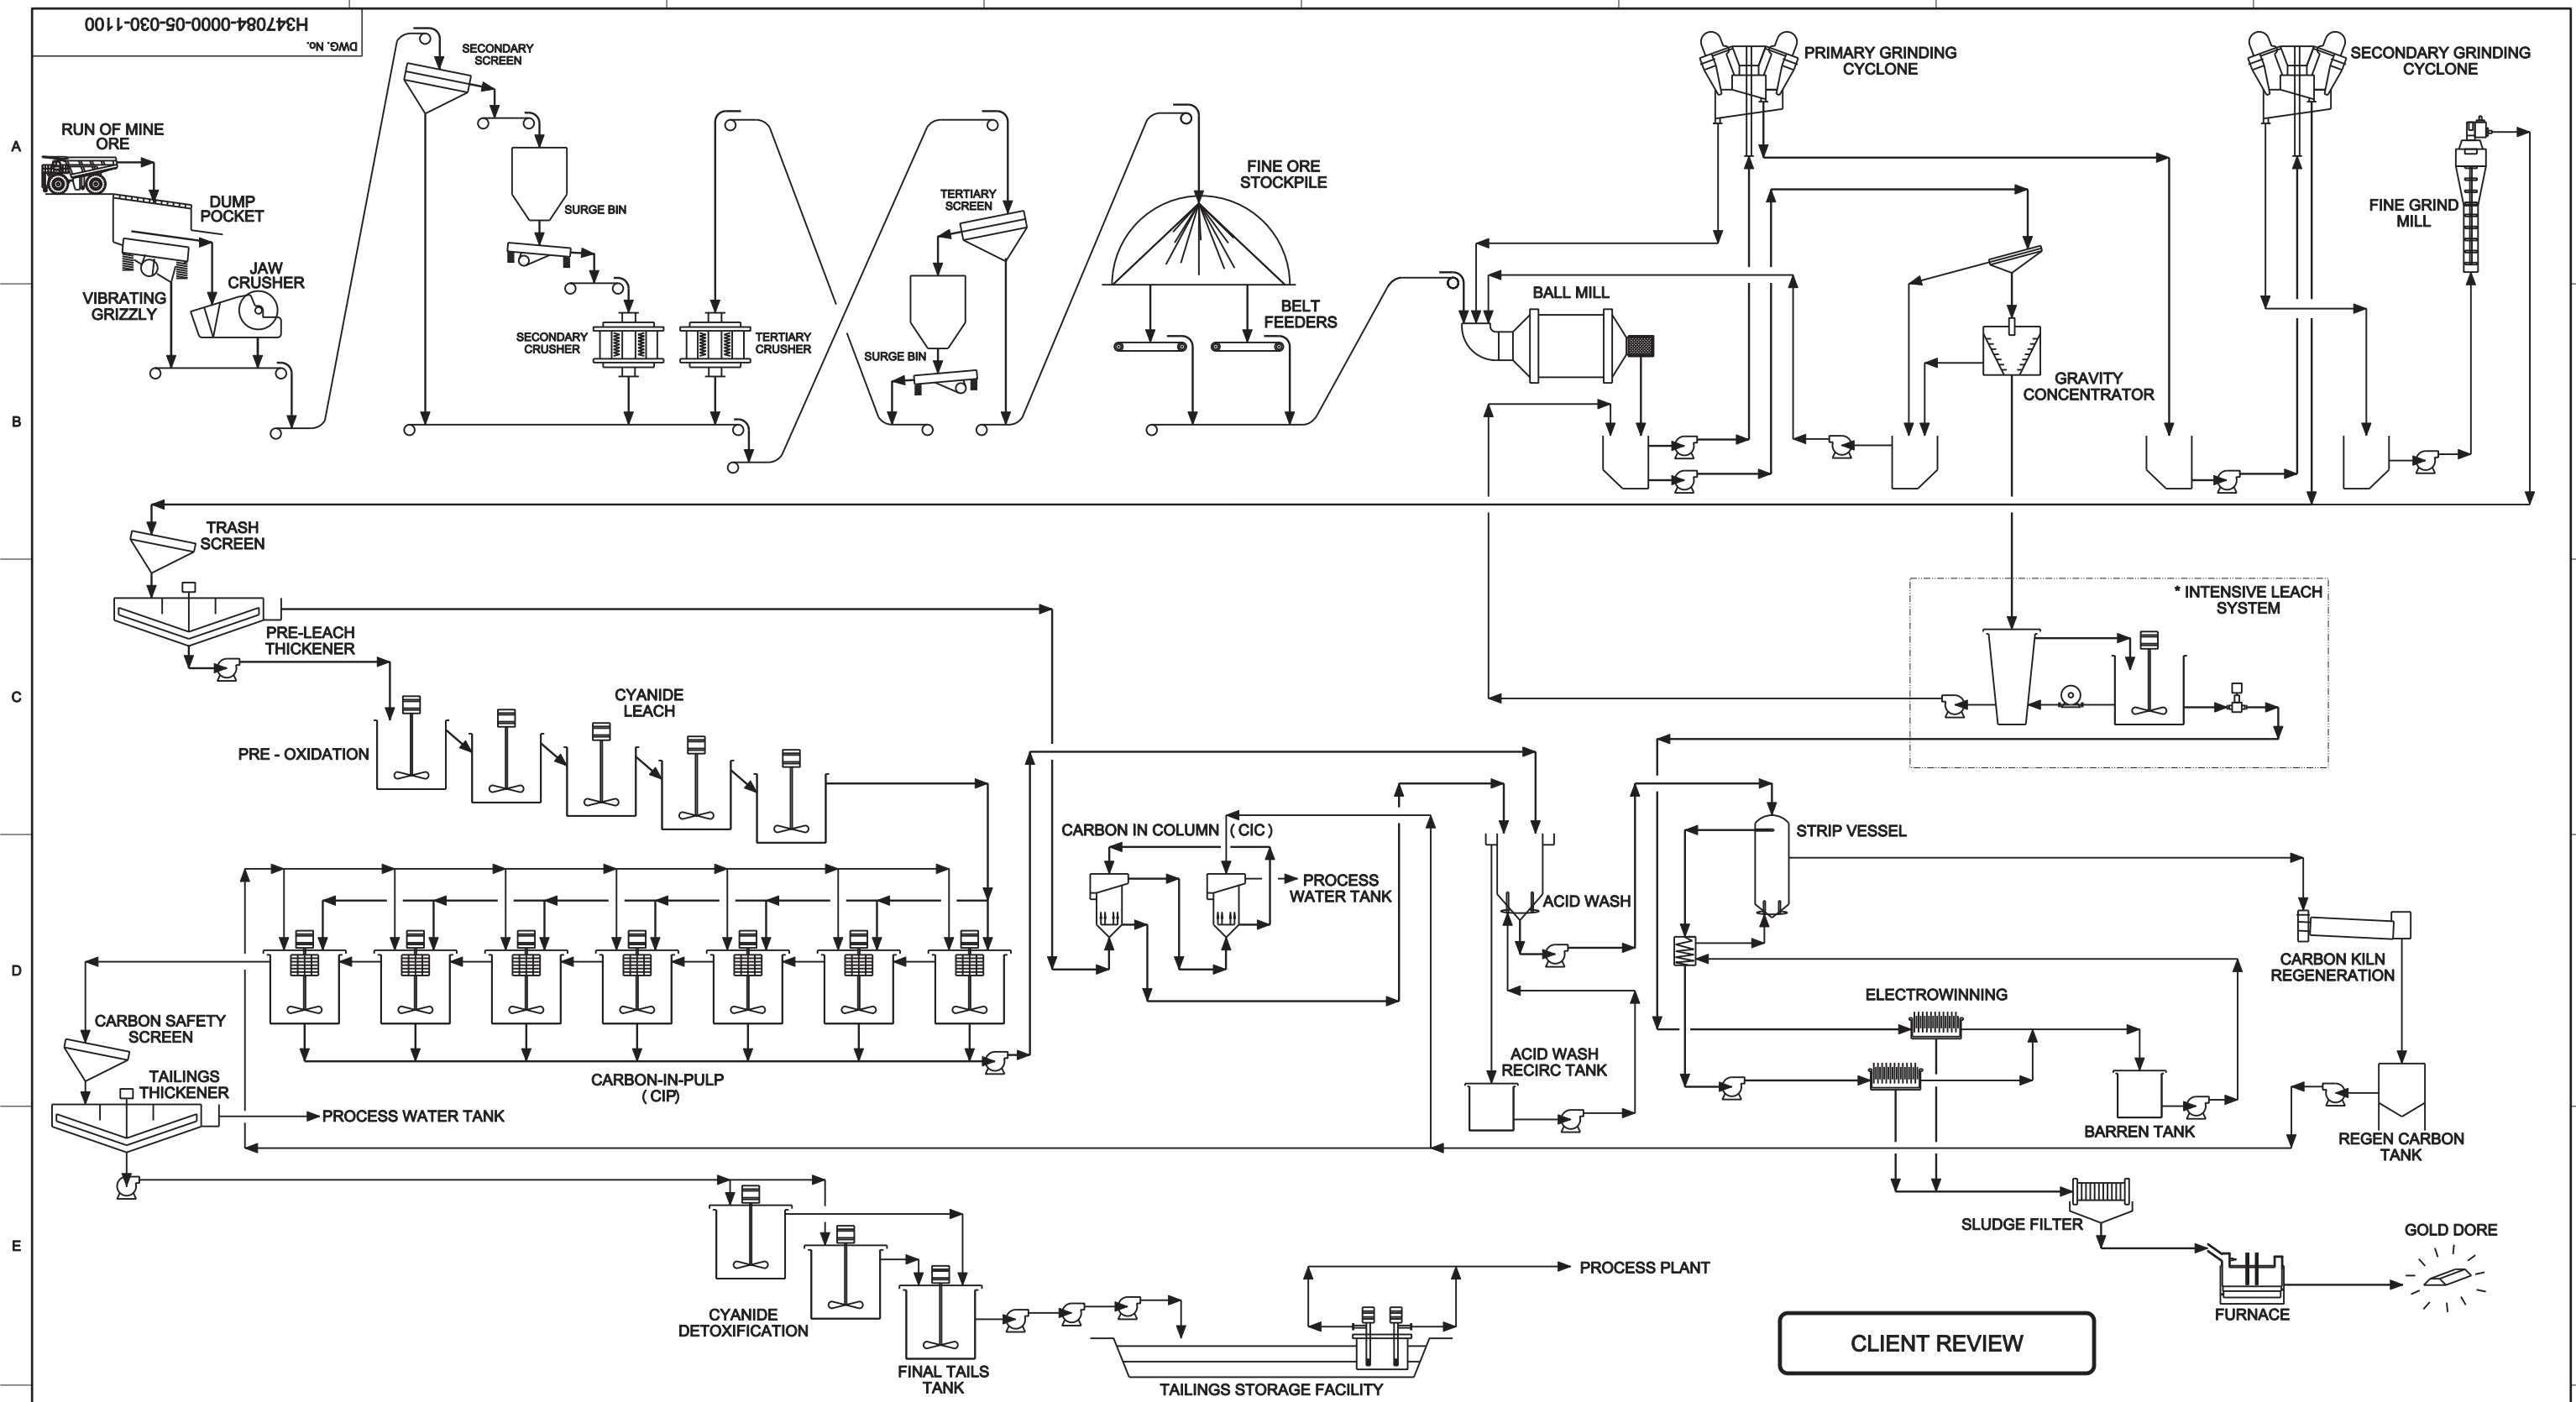 H347084-0000-05-030-1100
DWG. No.
A
B
C
D
E
RUN OF MINE
ORE
DUMP
POCKET
VIBRATING
GRIZZLY
JAW
CRUSHER
SECONDARY
SCREEN
SURGE BIN
SECONDARY
CRUSHER
TERTIARY
CRUSHER
TERTIARY
SCREEN
SURGE BIN
FINE ORE
STOCKPILE
BELT
FEEDERS
PRIMARY GRINDING
CYCLONE
BALL MILL
GRAVITY
CONCENTRATOR
SECONDARY GRINDING
CYCLONE
FINE GRIND
MILL
TRASH
SCREEN
PRE-LEACH
THICKENER
PRE - OXIDATION
CYANIDE
LEACH
* INTENSIVE LEACH
SYSTEM
CARBON IN COLUMN ( CIC )
PROCESS
WATER TANK
ACID WASH
STRIP VESSEL
CARBON KILN
REGENERATION
ELECTROWINNING
ACID WASH
RECIRC TANK
BARREN TANK
REGEN CARBON
TANK
CARBON SAFETY
SCREEN
TAILINGS
THICKENER
CARBON-IN-PULP
( CIP)
PROCESS WATER TANK
CYANIDE
DETOXIFICATION
FINAL TAILS
TANK
TAILINGS STORAGE FACILITY
PROCESS PLANT
SLUDGE FILTER
FURNACE
GOLD DORE
CLIENT REVIEW